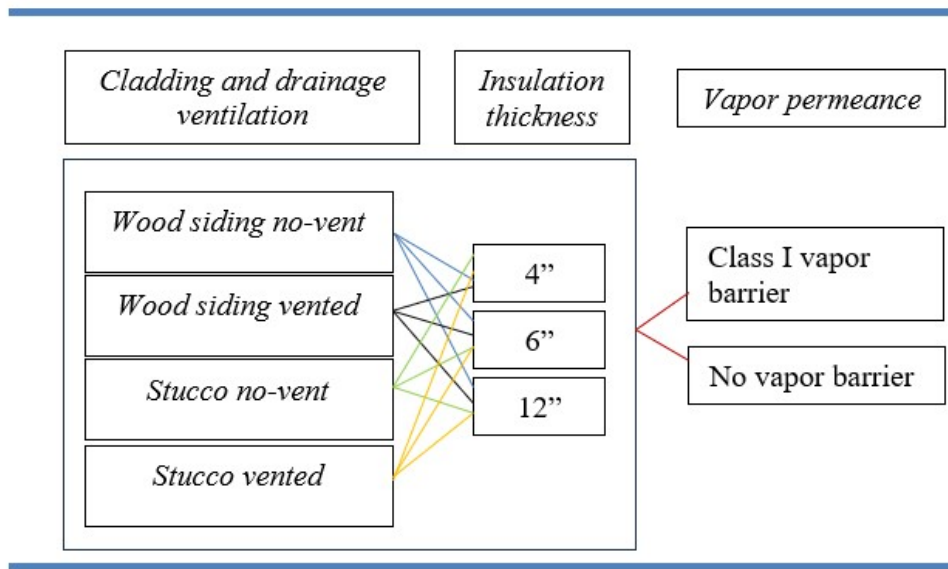 Cladding and drainage
ventilation
Insulation
thickness
Vapor permeance
Wood siding no-vent
Wood siding vented
Stucco no-vent
Stucco vented
4”
6”
12”
Class I vapor
barrier
No vapor barrier